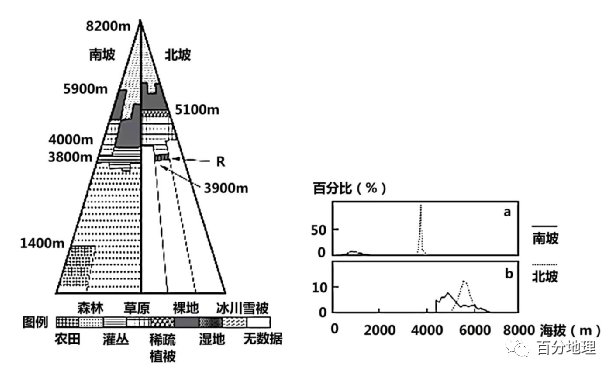 8200m
南坡 北坡
5900m
5100m
4000m
3800m
R
3900m
1400m
森林 草原 裸地 冰川雪被
图例
农田 灌丛 稀疏植被 湿地 无数据
百分比（%）
a
50
0
南坡
北坡
b
10
0
0 2000 4000 6000 8000 海拔（m）
百分地理